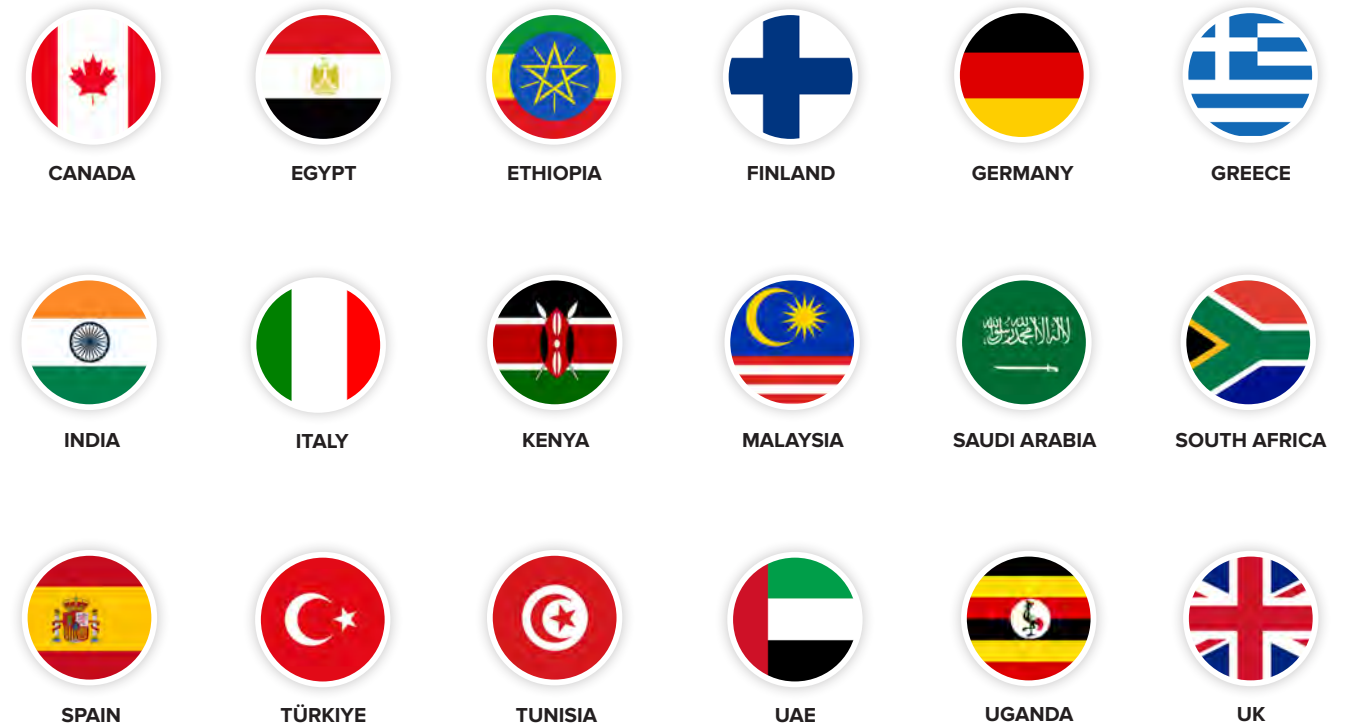 CANADA
EGYPT
ETHIOPIA
FINLAND
GERMANY
GREECE
INDIA
ITALY
KENYA
MALAYSIA
SAUDI ARABIA
SOUTH AFRICA
SPAIN
TÜRKIYE
TUNISIA
UAE
UGANDA
UK